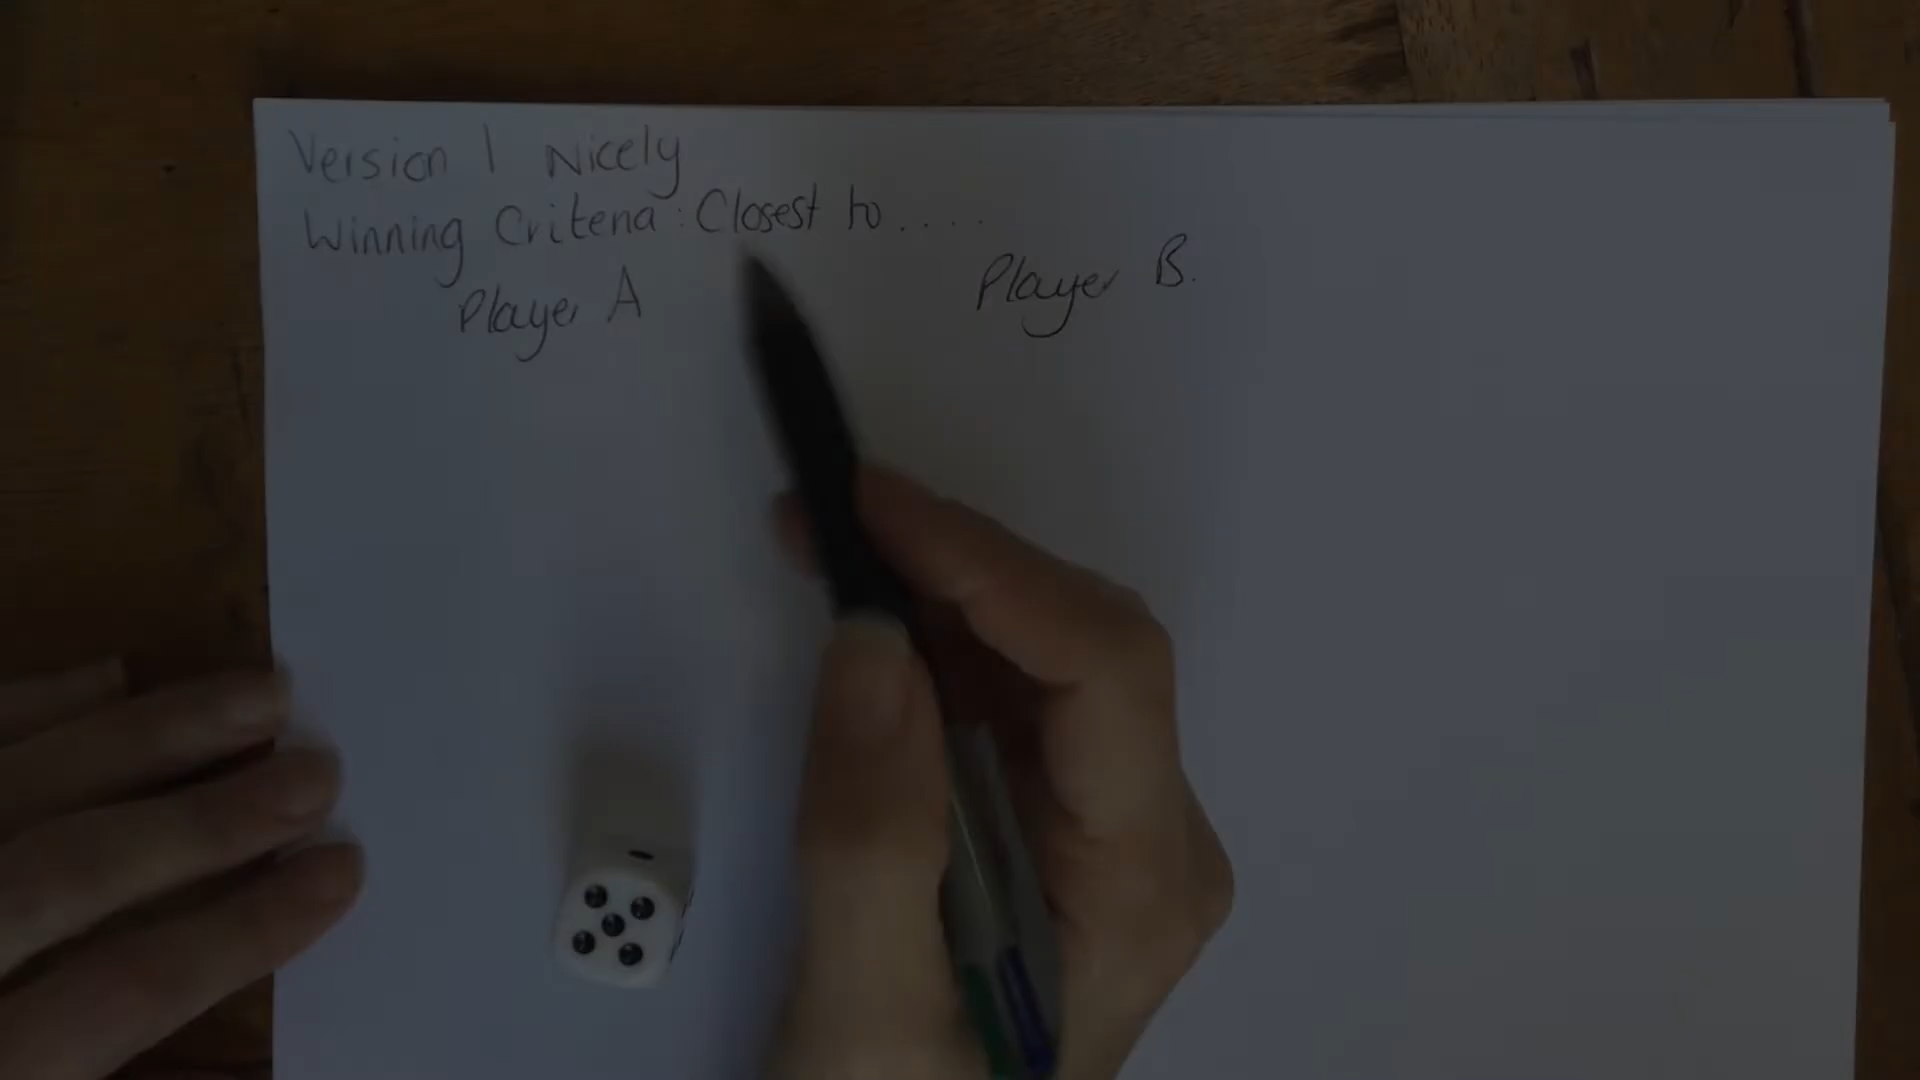 Version 1 Nicely
Winning Criteria : Closest to ....
Player A
Player B.